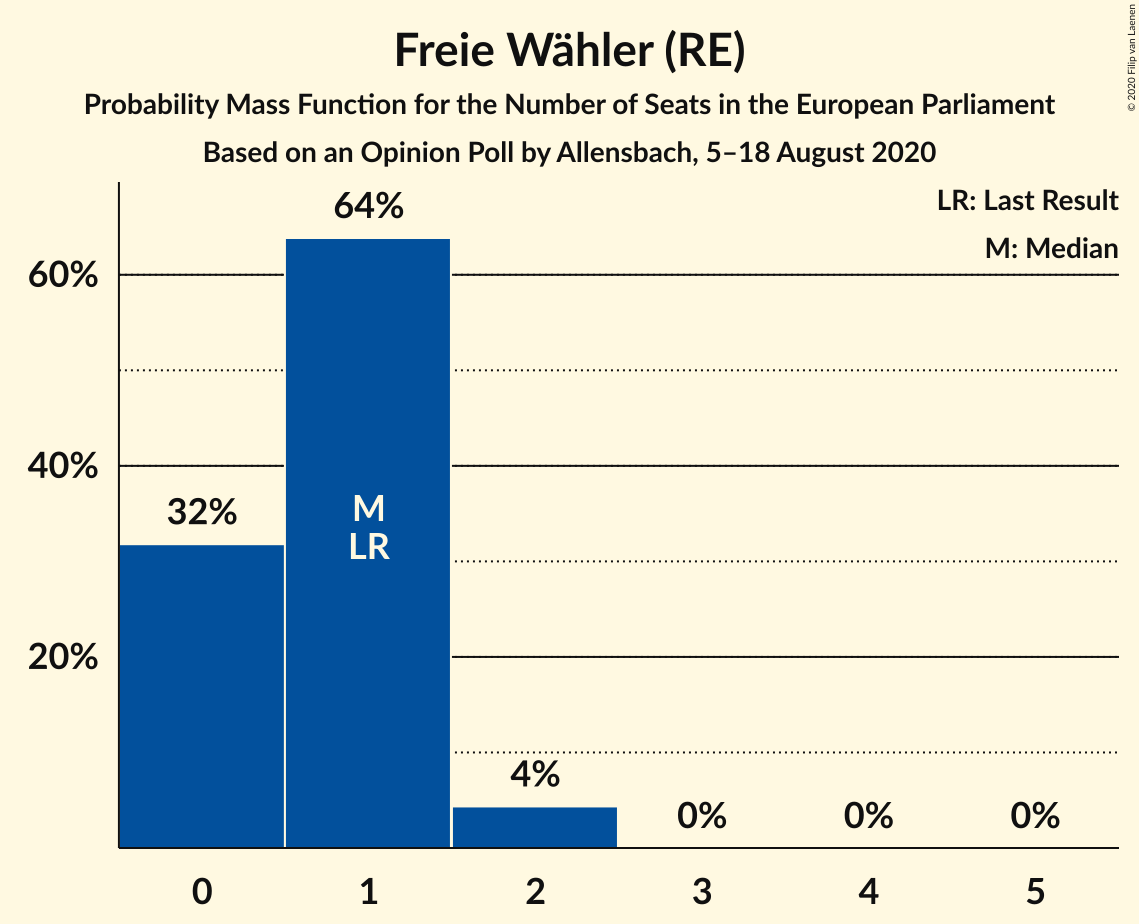 Freie Wähler (RE)
Probability Mass Function for the Number of Seats in the European Parliament
Based on an Opinion Poll by Allensbach, 5–18 August 2020
© 2020 Filip van Laenen
LR: Last Result
M: Median
64%
60%
40%
32%
M
LR
20%
4%
0%
0%
0%
0
1
2
3
4
5